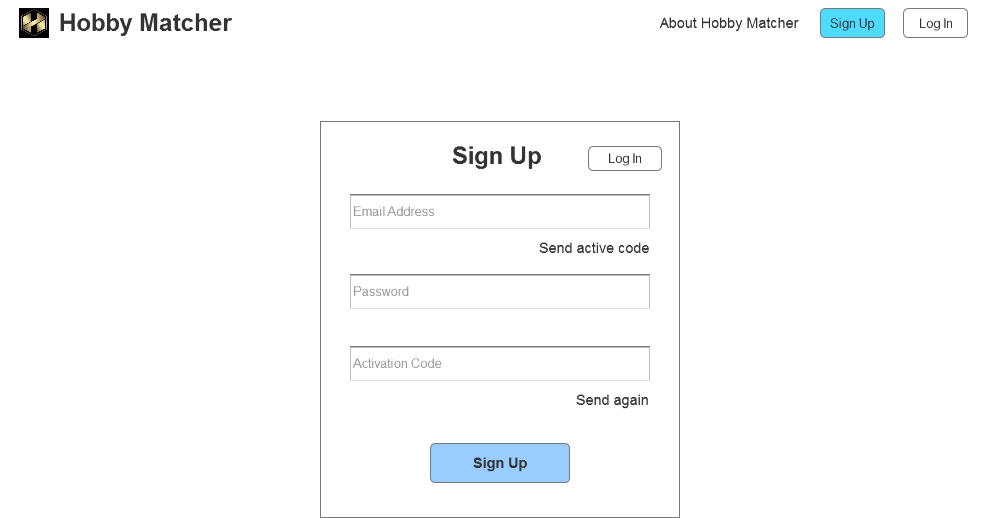 Hobby Matcher
About Hobby Matcher
Sign Up
Log In
Sign Up
Log In
Email Address
Send active code
Password
Activation Code
Send again
Sign Up